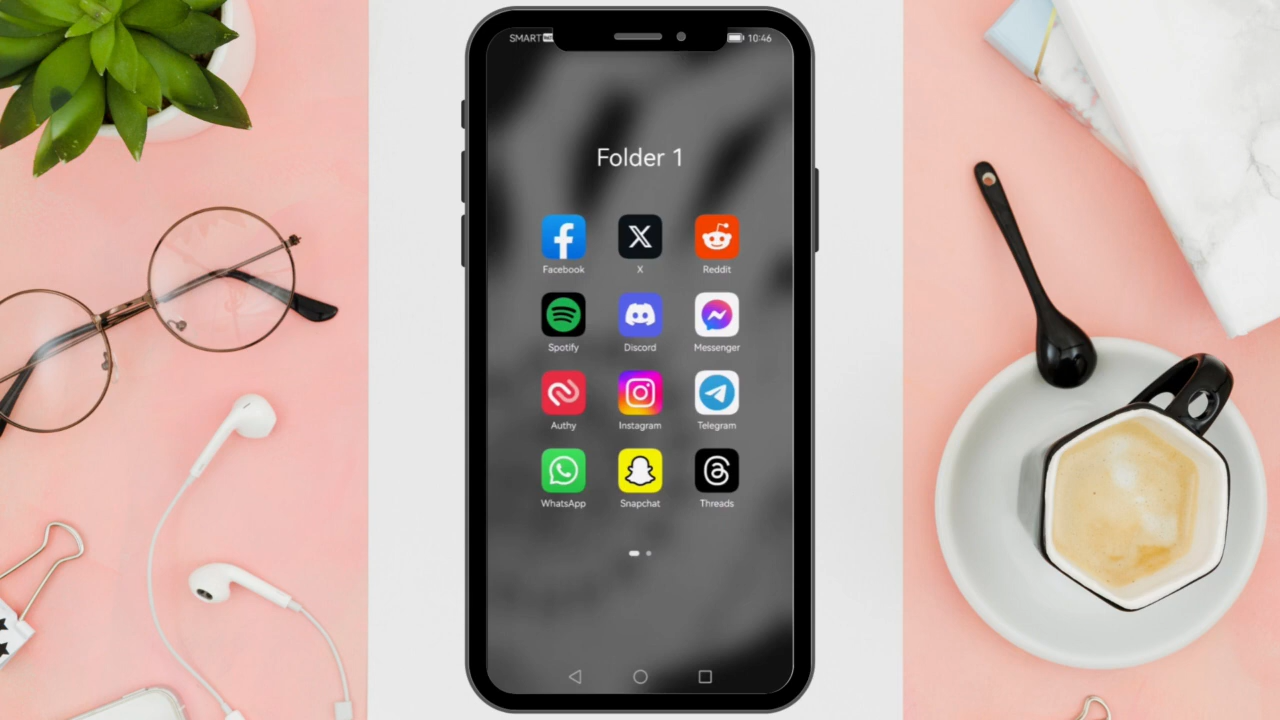 SMART
10:46
Folder 1
Facebook
X
Reddit
Spotify
Discord
Messenger
Authy
Instagram
Telegram
WhatsApp
Snapchat
Threads